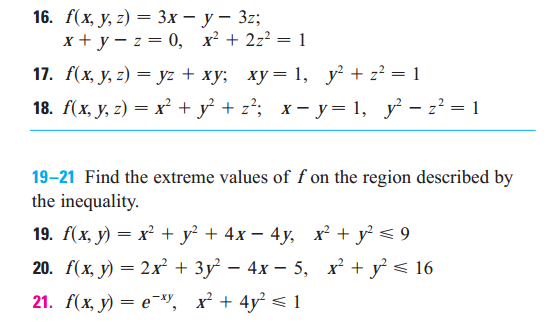 16. f(x, y, z) = 3x − y − 3z;
x + y − z = 0, x² + 2z² = 1
17. f(x, y, z) = yz + xy; xy = 1, y² + z² = 1
18. f(x, y, z) = x² + y² + z²; x − y = 1, y² − z² = 1
19–21 Find the extreme values of f on the region described by
the inequality.
19. f(x, y) = x² + y² + 4x − 4y, x² + y² ≤ 9
20. f(x, y) = 2x² + 3y² − 4x − 5, x² + y² ≤ 16
21. f(x, y) = e⁻ˣʸ, x² + 4y² ≤ 1